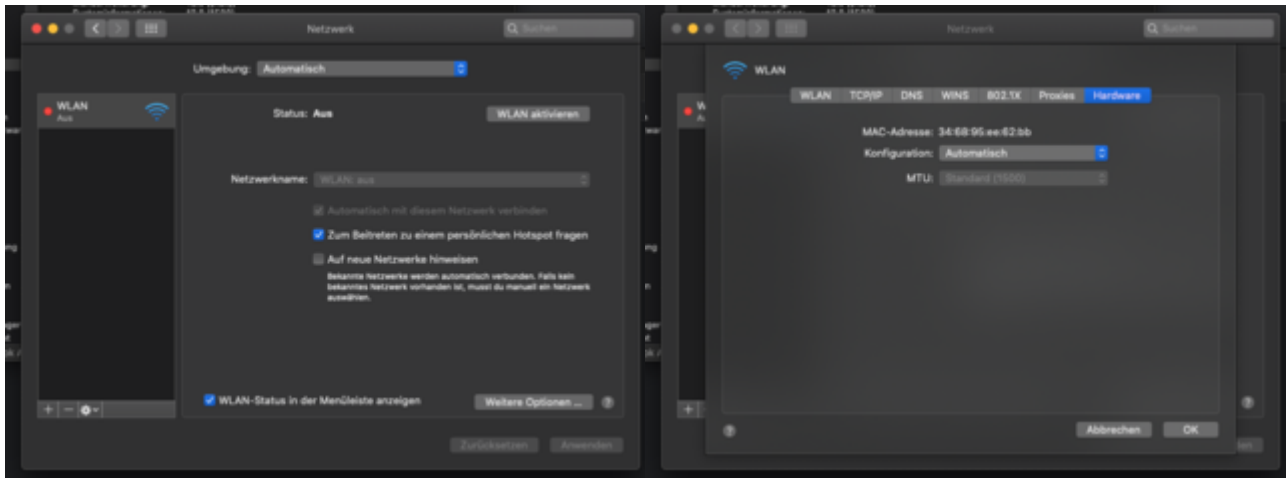 Netzwerk
Suchen
Umgebung: Automatisch
WLAN
Aus
Status: Aus
WLAN aktivieren
Netzwerkname: WLAN: aus
Automatisch mit diesem Netzwerk verbinden
Zum Beitreten zu einem persönlichen Hotspot fragen
Auf neue Netzwerke hinweisen
Bekannte Netzwerke werden automatisch verbunden. Falls kein
bekanntes Netzwerk vorhanden ist, musst du manuell ein Netzwerk
auswählen.
WLAN-Status in der Menüleiste anzeigen
Weitere Optionen ...
?
+ −
Zurücksetzen
Anwenden
Netzwerk
Suchen
WLAN
WLAN TCP/IP DNS WINS 802.1X Proxies Hardware
MAC-Adresse: 34:68:95:ee:62:bb
Konfiguration: Automatisch
MTU: Standard (1500)
?
Abbrechen
OK
+
?